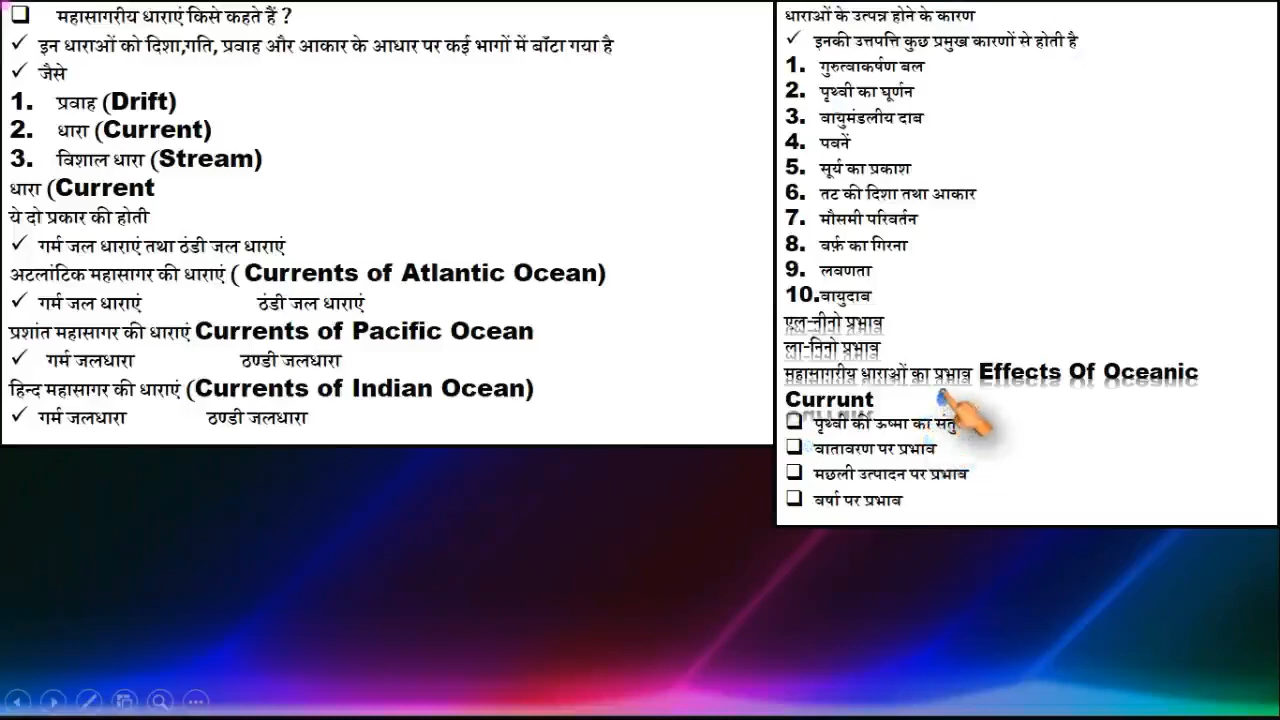 महासागरीय धाराएं किसे कहते हैं ?
इन धाराओं को दिशा,गति, प्रवाह और आकार के आधार पर कई भागों में बाँटा गया है
जैसे
1. प्रवाह (Drift)
2. धारा (Current)
3. विशाल धारा (Stream)
धारा (Current
ये दो प्रकार की होती
गर्म जल धाराएं तथा ठंडी जल धाराएं
अटलांटिक महासागर की धाराएं ( Currents of Atlantic Ocean)
गर्म जल धाराएं ठंडी जल धाराएं
प्रशांत महासागर की धाराएं Currents of Pacific Ocean
गर्म जलधारा ठण्डी जलधारा
हिन्द महासागर की धाराएं (Currents of Indian Ocean)
गर्म जलधारा ठण्डी जलधारा
धाराओं के उत्पन्न होने के कारण
इनकी उत्तपत्ति कुछ प्रमुख कारणों से होती है
1. गुरुत्वाकर्षण बल
2. पृथ्वी का घूर्णन
3. वायुमंडलीय दाब
4. पवनें
5. सूर्य का प्रकाश
6. तट की दिशा तथा आकार
7. मौसमी परिवर्तन
8. बर्फ़ का गिरना
9. लवणता
10.वायुदाब
एल-नीनो प्रभाव
ला-निनो प्रभाव
महासागरीय धाराओं का प्रभाव Effects Of Oceanic
Currunt
पृथ्वी की ऊष्मा का
वातावरण पर प्रभाव
मछली उत्पादन पर प्रभाव
वर्षा पर प्रभाव